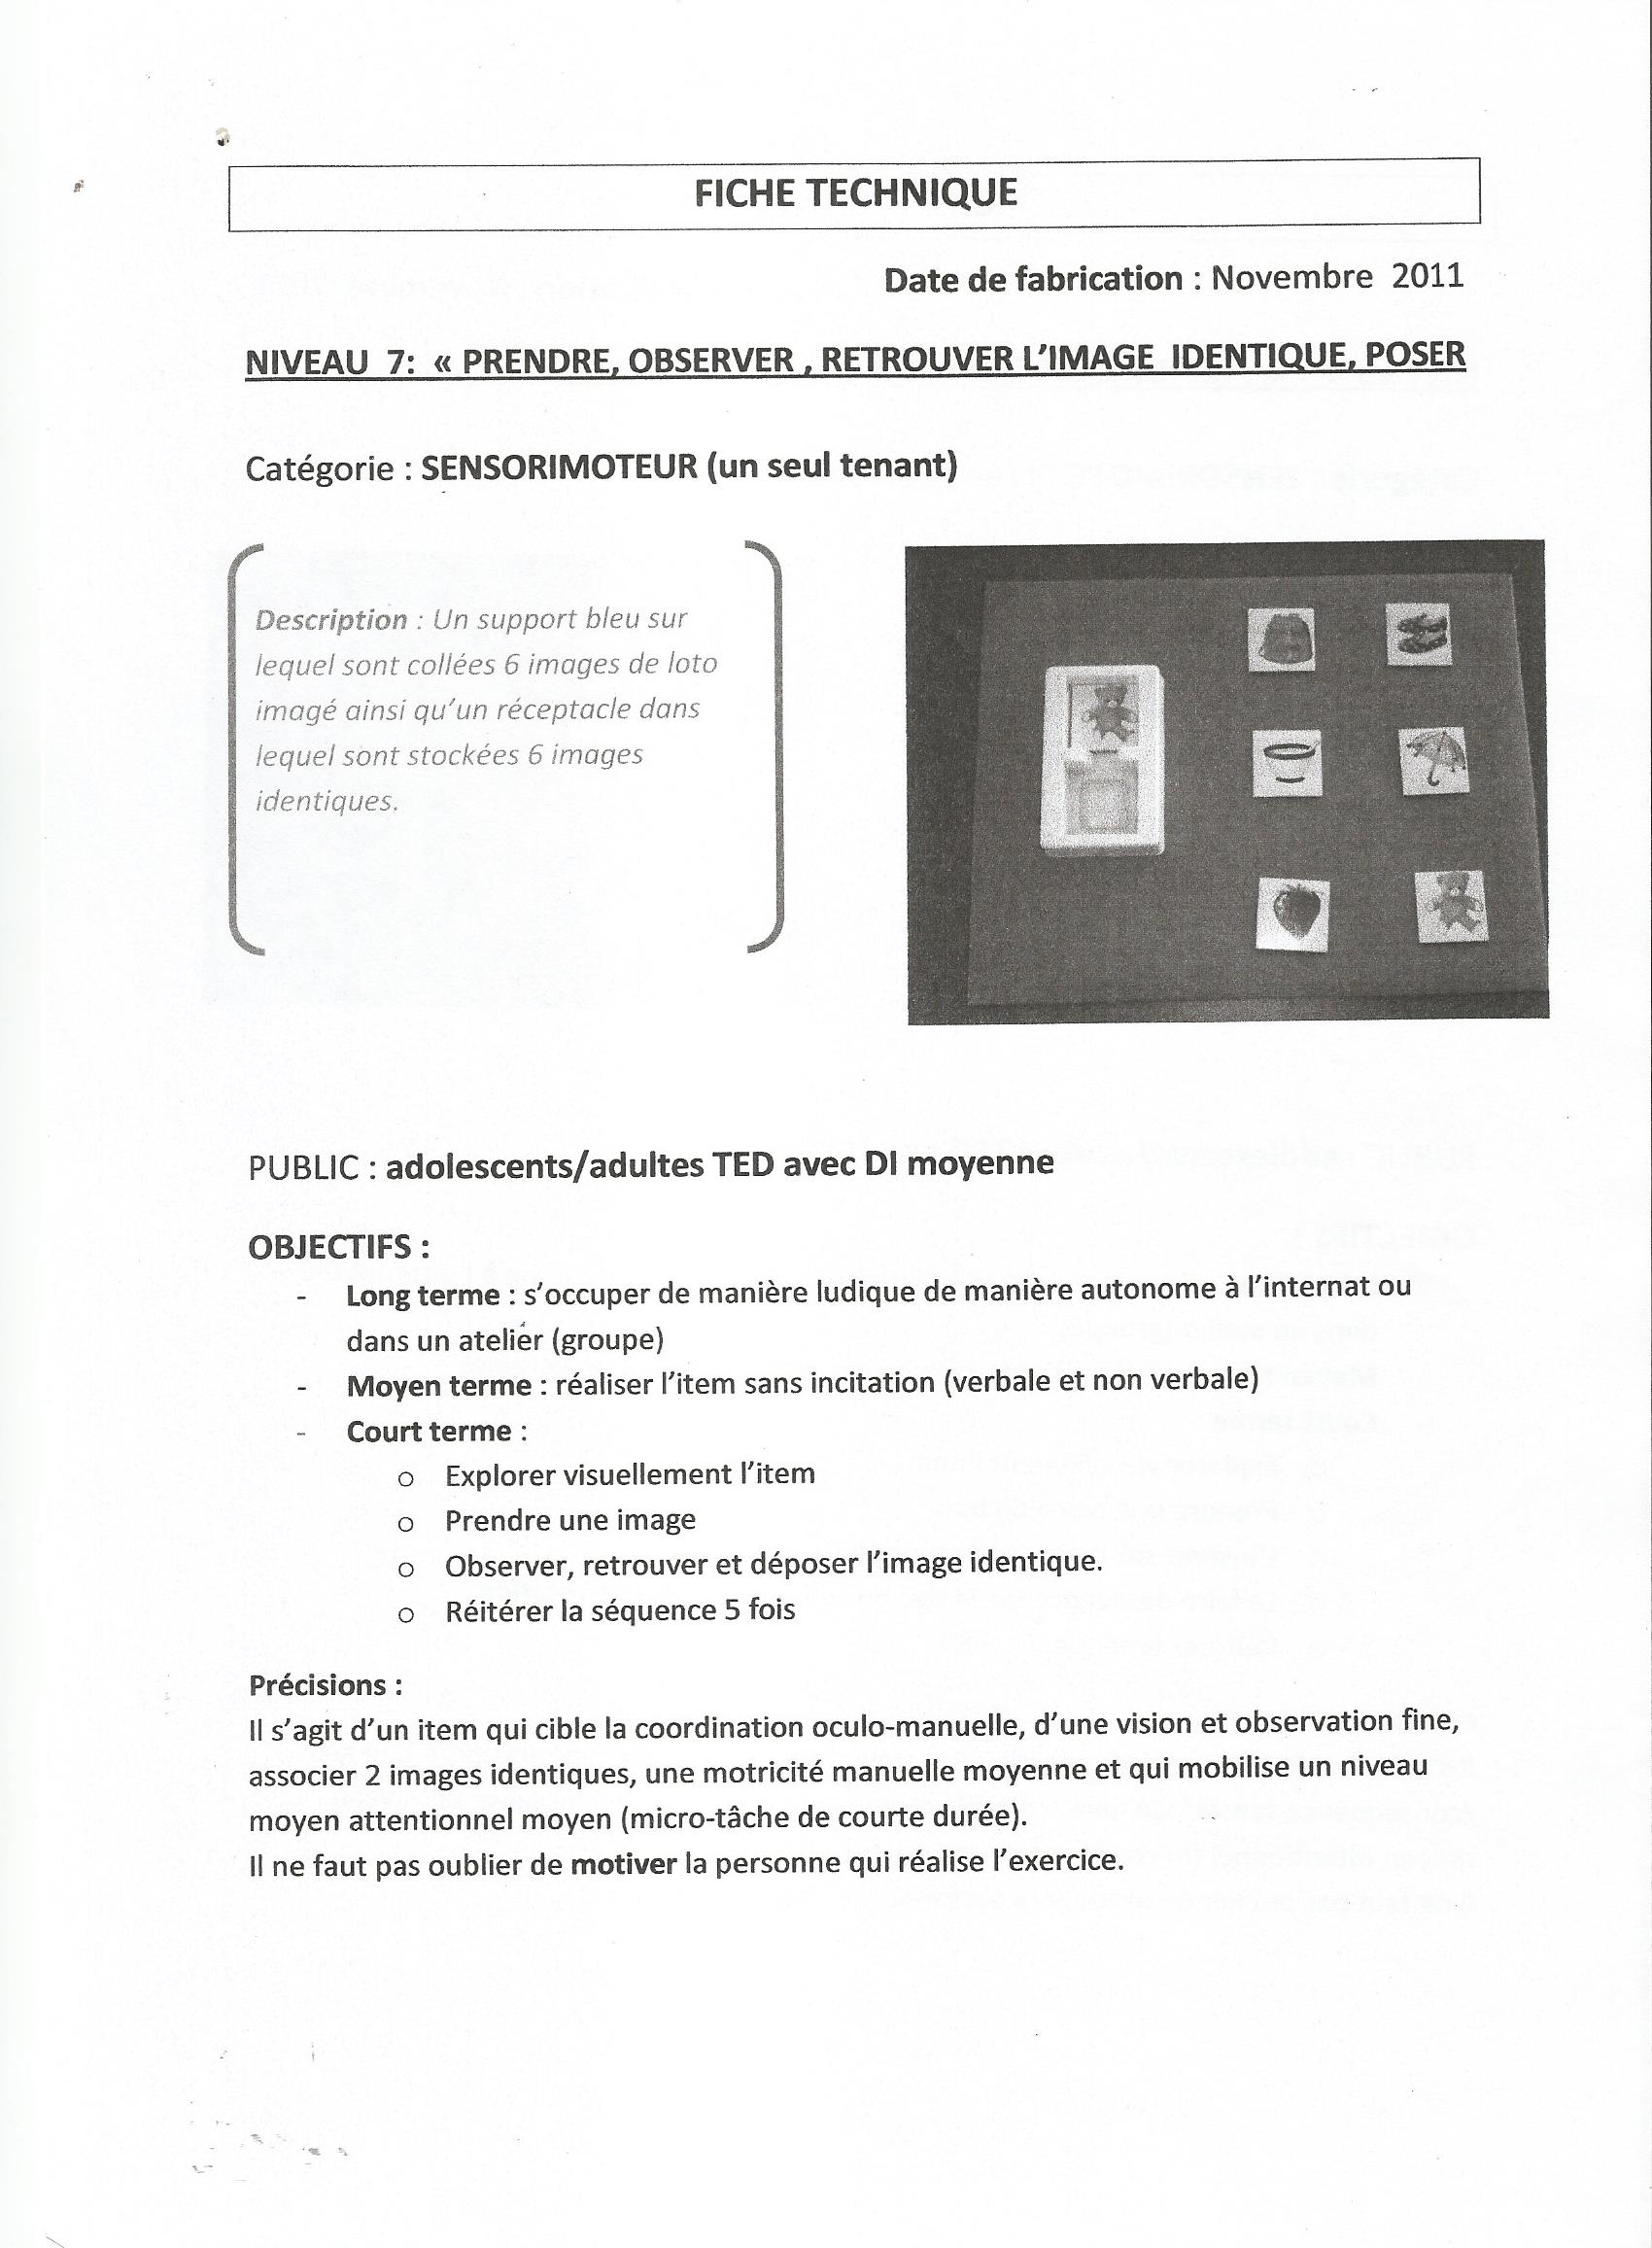 FICHE TECHNIQUE
Date de fabrication : Novembre 2011
NIVEAU 7: « PRENDRE, OBSERVER , RETROUVER L’IMAGE IDENTIQUE, POSER
Catégorie : SENSORIMOTEUR (un seul tenant)
Description : Un support bleu sur
lequel sont collées 6 images de loto
imagé ainsi qu’un réceptacle dans
lequel sont stockées 6 images
identiques.
PUBLIC : adolescents/adultes TED avec DI moyenne
OBJECTIFS :
- Long terme : s’occuper de manière ludique de manière autonome à l’internat ou
dans un atelier (groupe)
- Moyen terme : réaliser l’item sans incitation (verbale et non verbale)
- Court terme :
o Explorer visuellement l’item
o Prendre une image
o Observer, retrouver et déposer l’image identique.
o Réitérer la séquence 5 fois
Précisions :
Il s’agit d’un item qui cible la coordination oculo-manuelle, d’une vision et observation fine,
associer 2 images identiques, une motricité manuelle moyenne et qui mobilise un niveau
moyen attentionnel moyen (micro-tâche de courte durée).
Il ne faut pas oublier de motiver la personne qui réalise l’exercice.